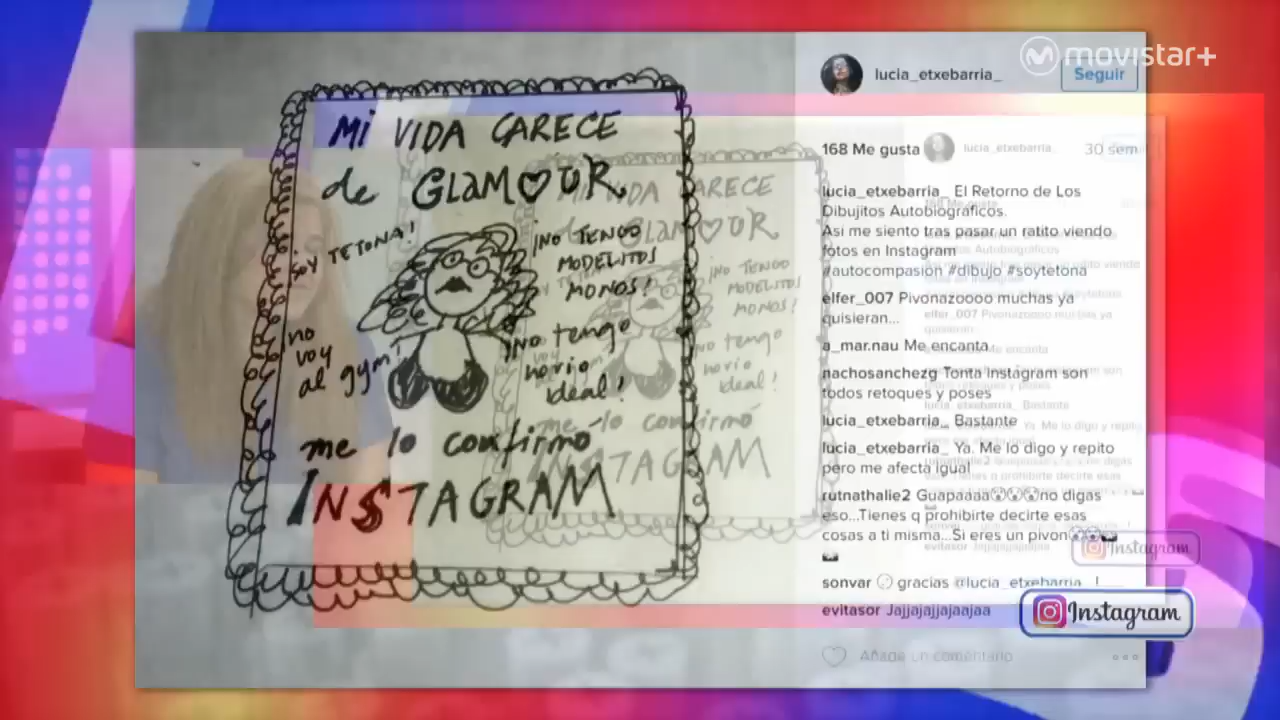 movistar+
MI VIDA CARECE
de GLAMOUR.
SOY TETONA!
¡NO TENGO
MODELITOS
MONOS!
no
voy
al gym!
¡No tengo
novio
ideal!
me lo confirmó
INSTAGRAM
lucia_etxebarria_
Seguir
168 Me gusta
30 sem
lucia_etxebarria_ El Retorno de Los
Dibujitos Autobiográficos.
Asi me siento tras pasar un ratito viendo
fotos en Instagram
#autocompasion #dibujo #soytetona
elfer_007 Pivonazoooo muchas ya
quisieran...
a_mar.nau Me encanta
nachosanchezg Tonta Instagram son
todos retoques y poses
lucia_etxebarria_ Bastante
lucia_etxebarria_ Ya. Me lo digo y repito
pero me afecta igual
rutnathalie2 Guapaaaa no digas
eso...Tienes q prohibirte decirte esas
cosas a ti misma...Si eres un pivon
sonvar gracias @lucia_etxebarria_!
evitasor Jajjajajjajaajaa
Añade un comentario
Instagram